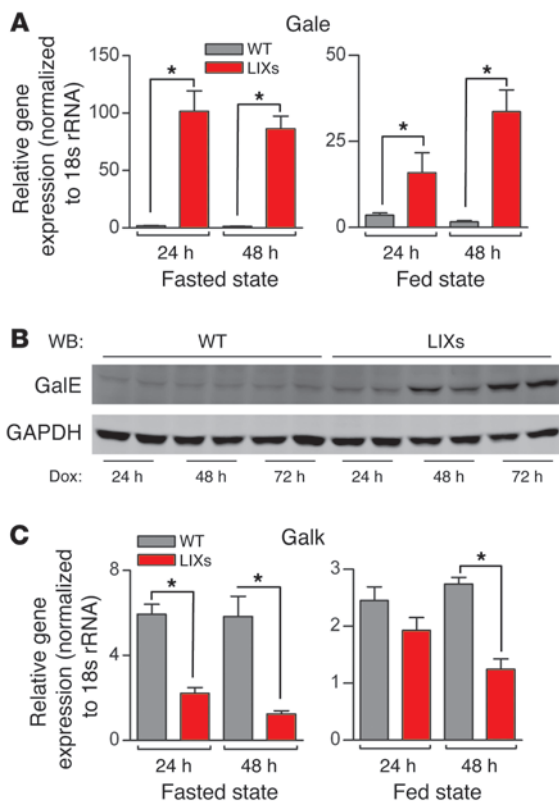 A
Gale
WT
LIXs
Relative gene
expression (normalized
to 18s rRNA)
150
100
50
0
*
*
24 h
48 h
Fasted state
50
25
0
*
*
24 h
48 h
Fed state
B
WB:
WT
LIXs
GalE
GAPDH
Dox:
24 h
48 h
72 h
24 h
48 h
72 h
C
Galk
WT
LIXs
Relative gene
expression (normalized
to 18s rRNA)
9
6
3
0
*
*
24 h
48 h
Fasted state
3
2
1
0
*
24 h
48 h
Fed state